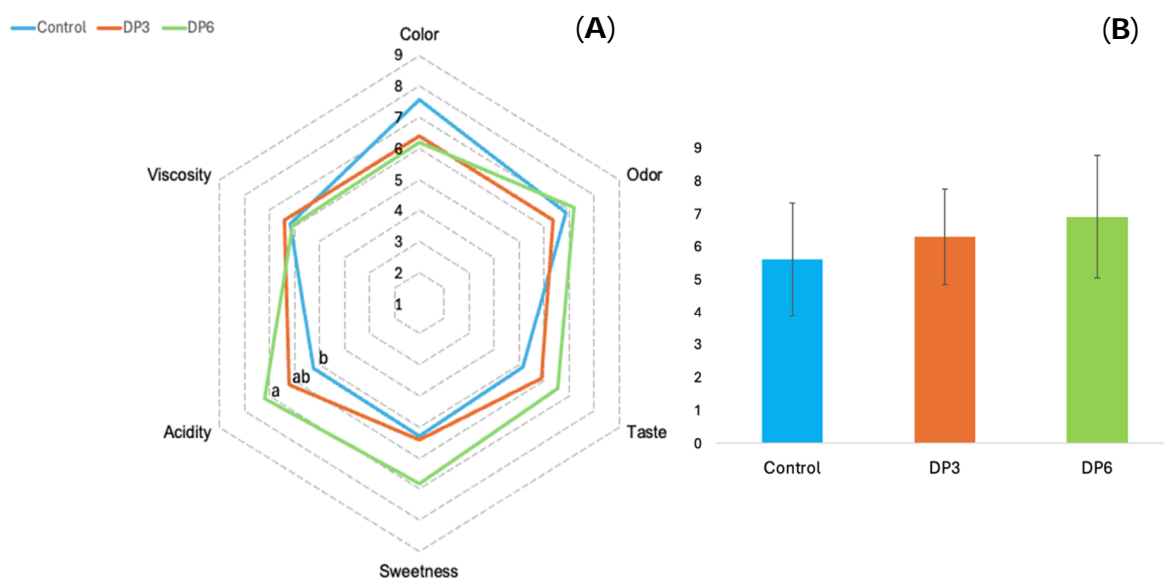 Control DP3 DP6
(A)
Color
9
8
7
6
5
4
3
2
1
Viscosity
Odor
b
ab
a
Acidity
Taste
Sweetness
(B)
9
8
7
6
5
4
3
2
1
0
Control DP3 DP6